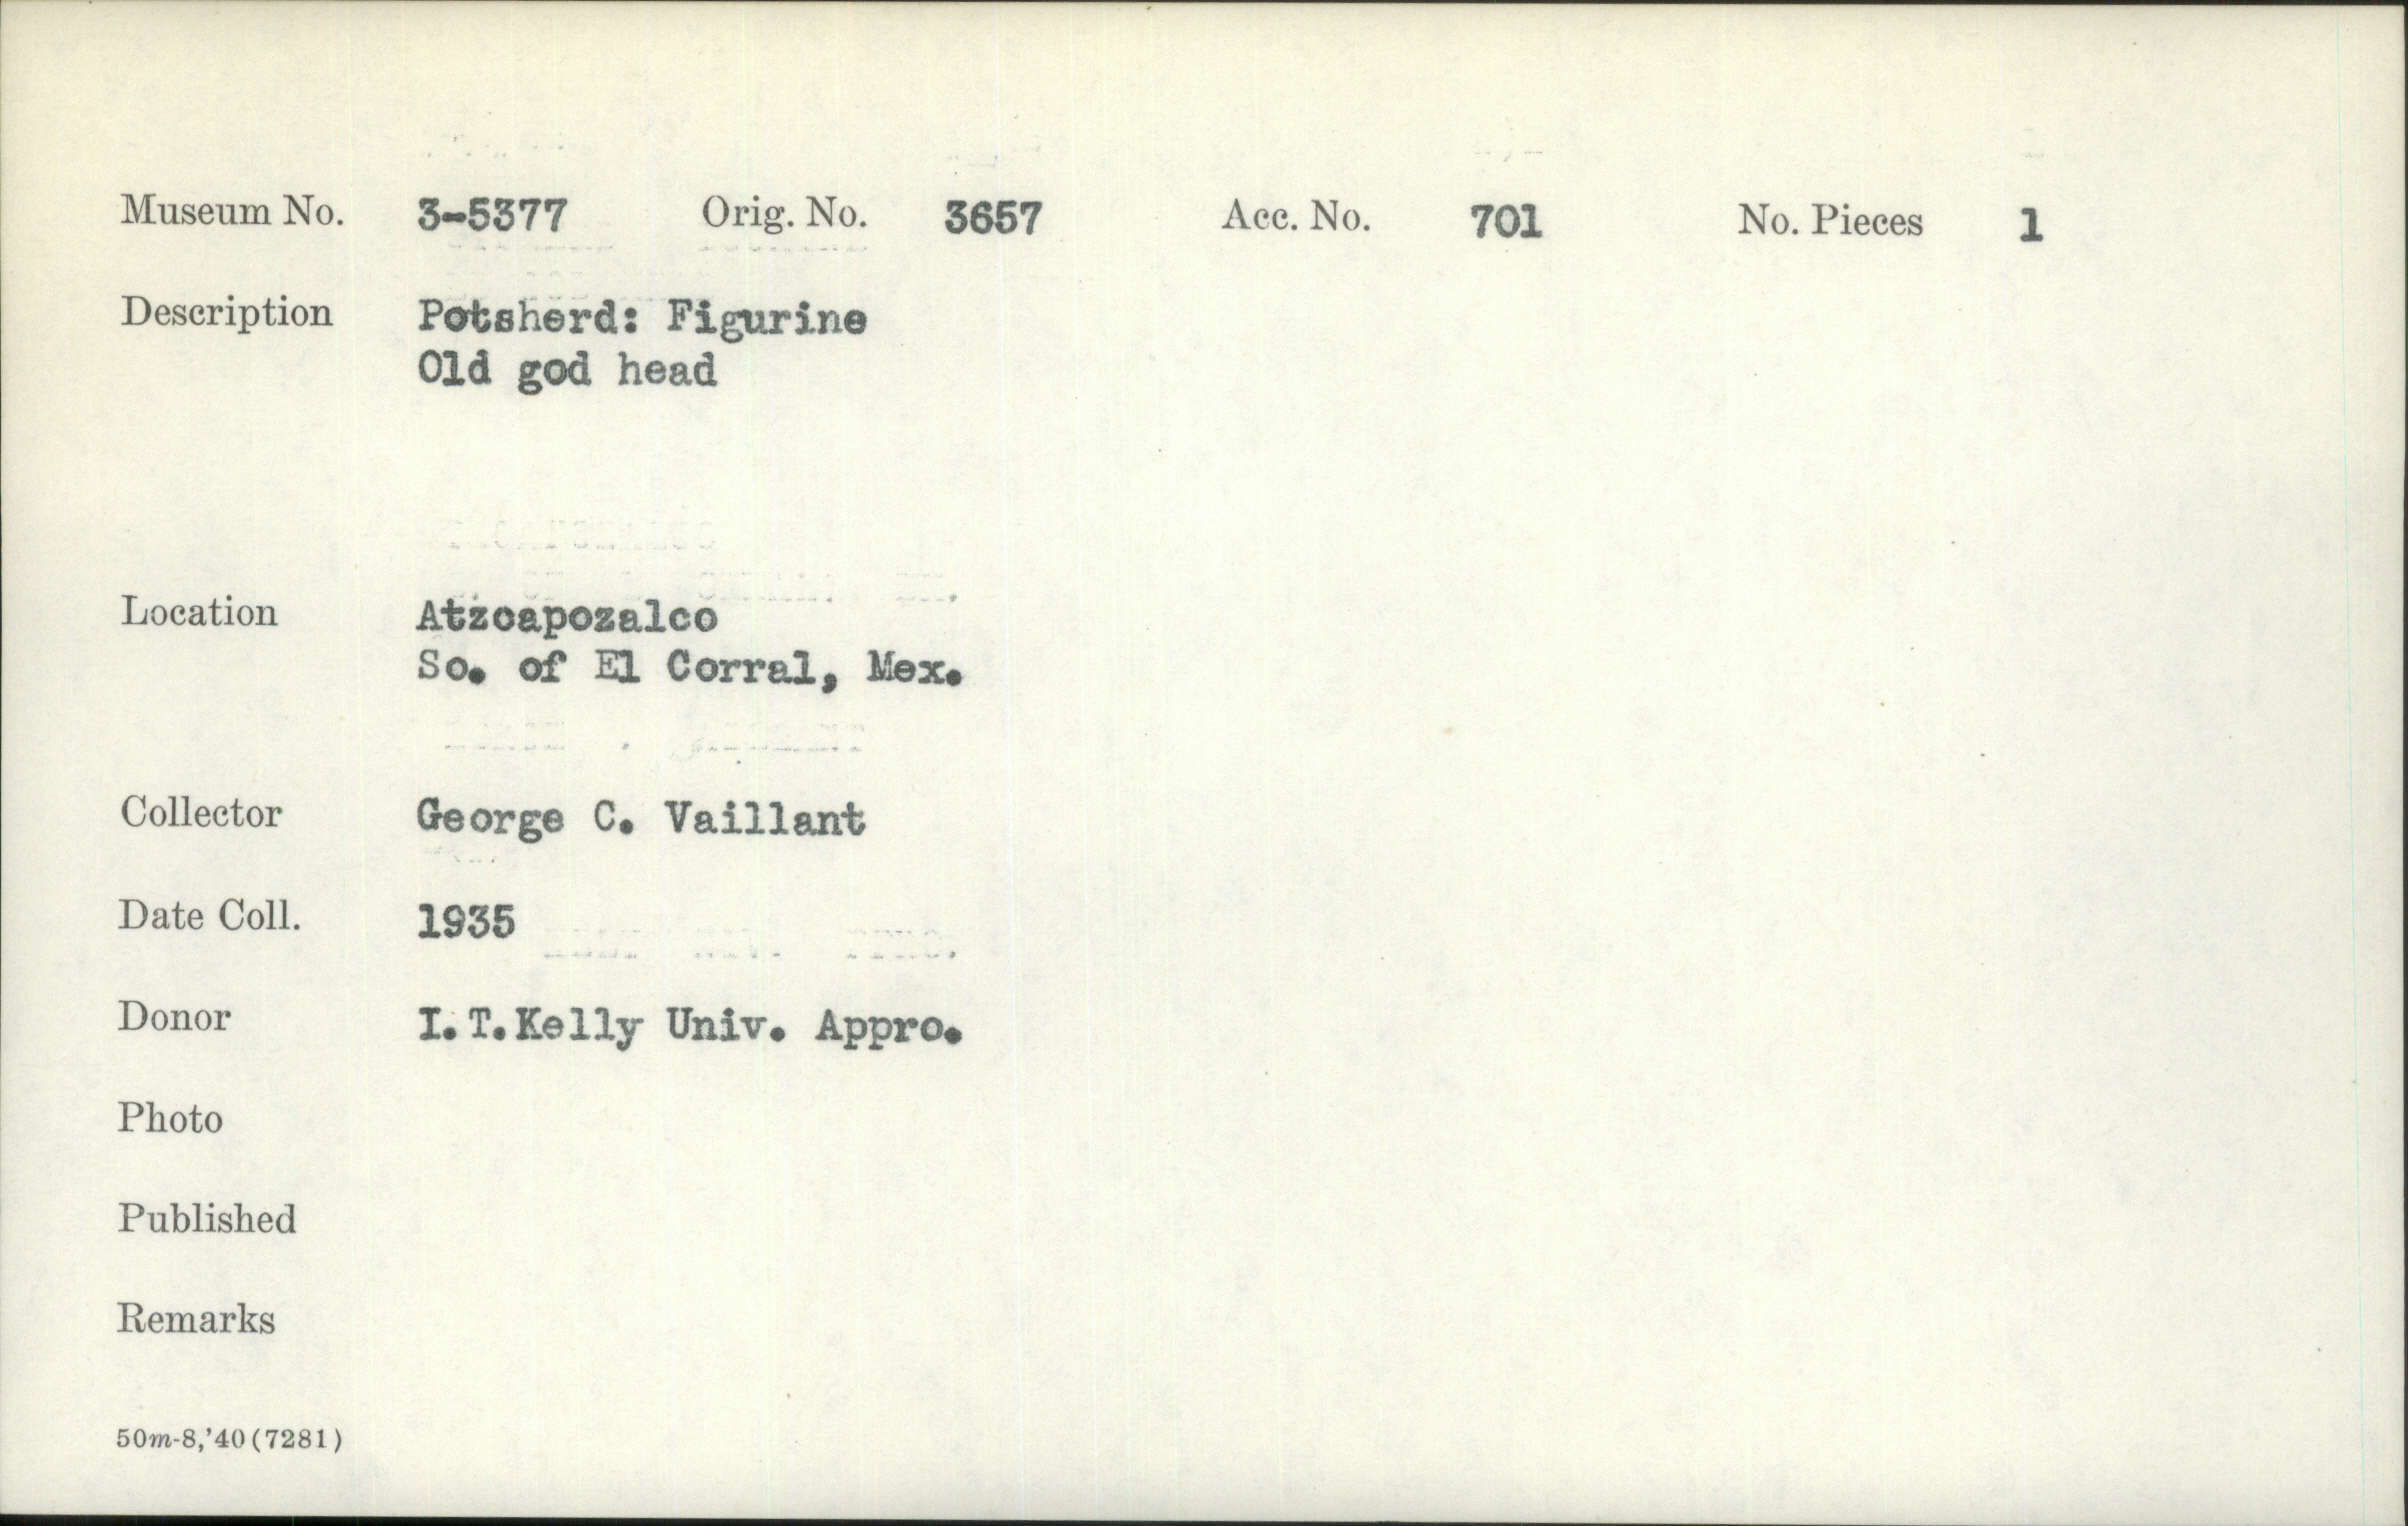 Museum No. 3-5377 Orig. No. 3657 Acc. No. 701 No. Pieces 1
Description Potsherd: Figurine
Old god head
Location Atzcapozalco
So. of El Corral, Mex.
Collector George C. Vaillant
Date Coll. 1935
Donor I.T.Kelly Univ. Appro.
Photo
Published
Remarks
50m-8,'40(7281)